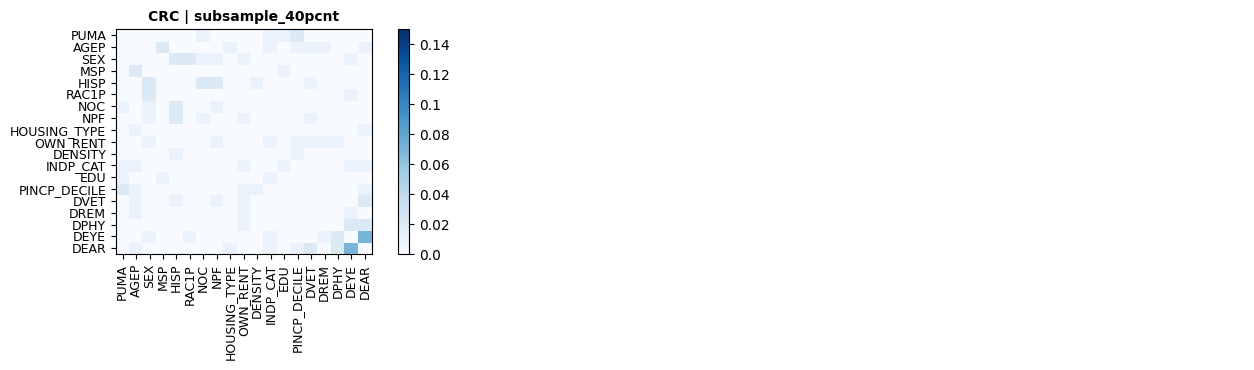 CRC | subsample_40pcnt
PUMA
AGEP
SEX
MSP
HISP
RAC1P
NOC
NPF
HOUSING_TYPE
OWN_RENT
DENSITY
INDP_CAT
EDU
PINCP_DECILE
DVET
DREM
DPHY
DEYE
DEAR
0.14
0.12
0.1
0.08
0.06
0.04
0.02
0.0
PUMA
AGEP
SEX
MSP
HISP
RAC1P
NOC
NPF
HOUSING_TYPE
OWN_RENT
DENSITY
INDP_CAT
EDU
PINCP_DECILE
DVET
DREM
DPHY
DEYE
DEAR